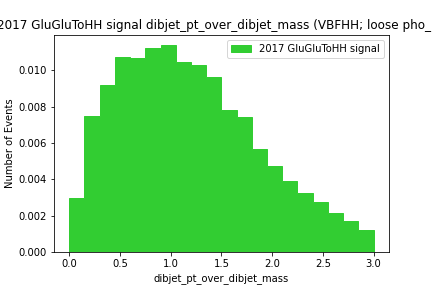 2017 GluGluToHH signal dibjet_pt_over_dibjet_mass (VBFHH; loose pho_
2017 GluGluToHH signal
Number of Events
0.010
0.008
0.006
0.004
0.002
0.000
0.0 0.5 1.0 1.5 2.0 2.5 3.0
dibjet_pt_over_dibjet_mass